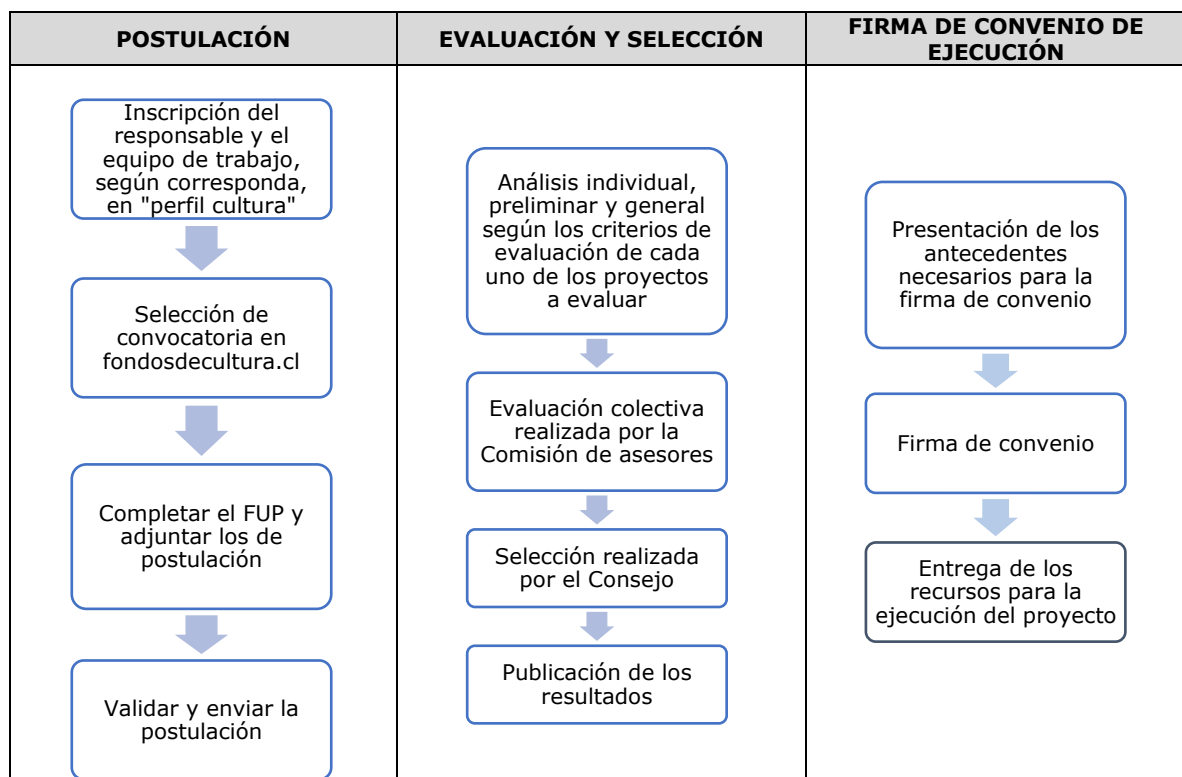 POSTULACIÓN
EVALUACIÓN Y SELECCIÓN
FIRMA DE CONVENIO DE
EJECUCIÓN
Inscripción del
responsable y el
equipo de trabajo,
según corresponda,
en "perfil cultura"
Selección de
convocatoria en
fondosdecultura.cl
Completar el FUP y
adjuntar los de
postulación
Validar y enviar la
postulación
Análisis individual,
preliminar y general
según los criterios de
evaluación de cada
uno de los proyectos
a evaluar
Evaluación colectiva
realizada por la
Comisión de asesores
Selección realizada
por el Consejo
Publicación de los
resultados
Presentación de los
antecedentes
necesarios para la
firma de convenio
Firma de convenio
Entrega de los
recursos para la
ejecución del proyecto